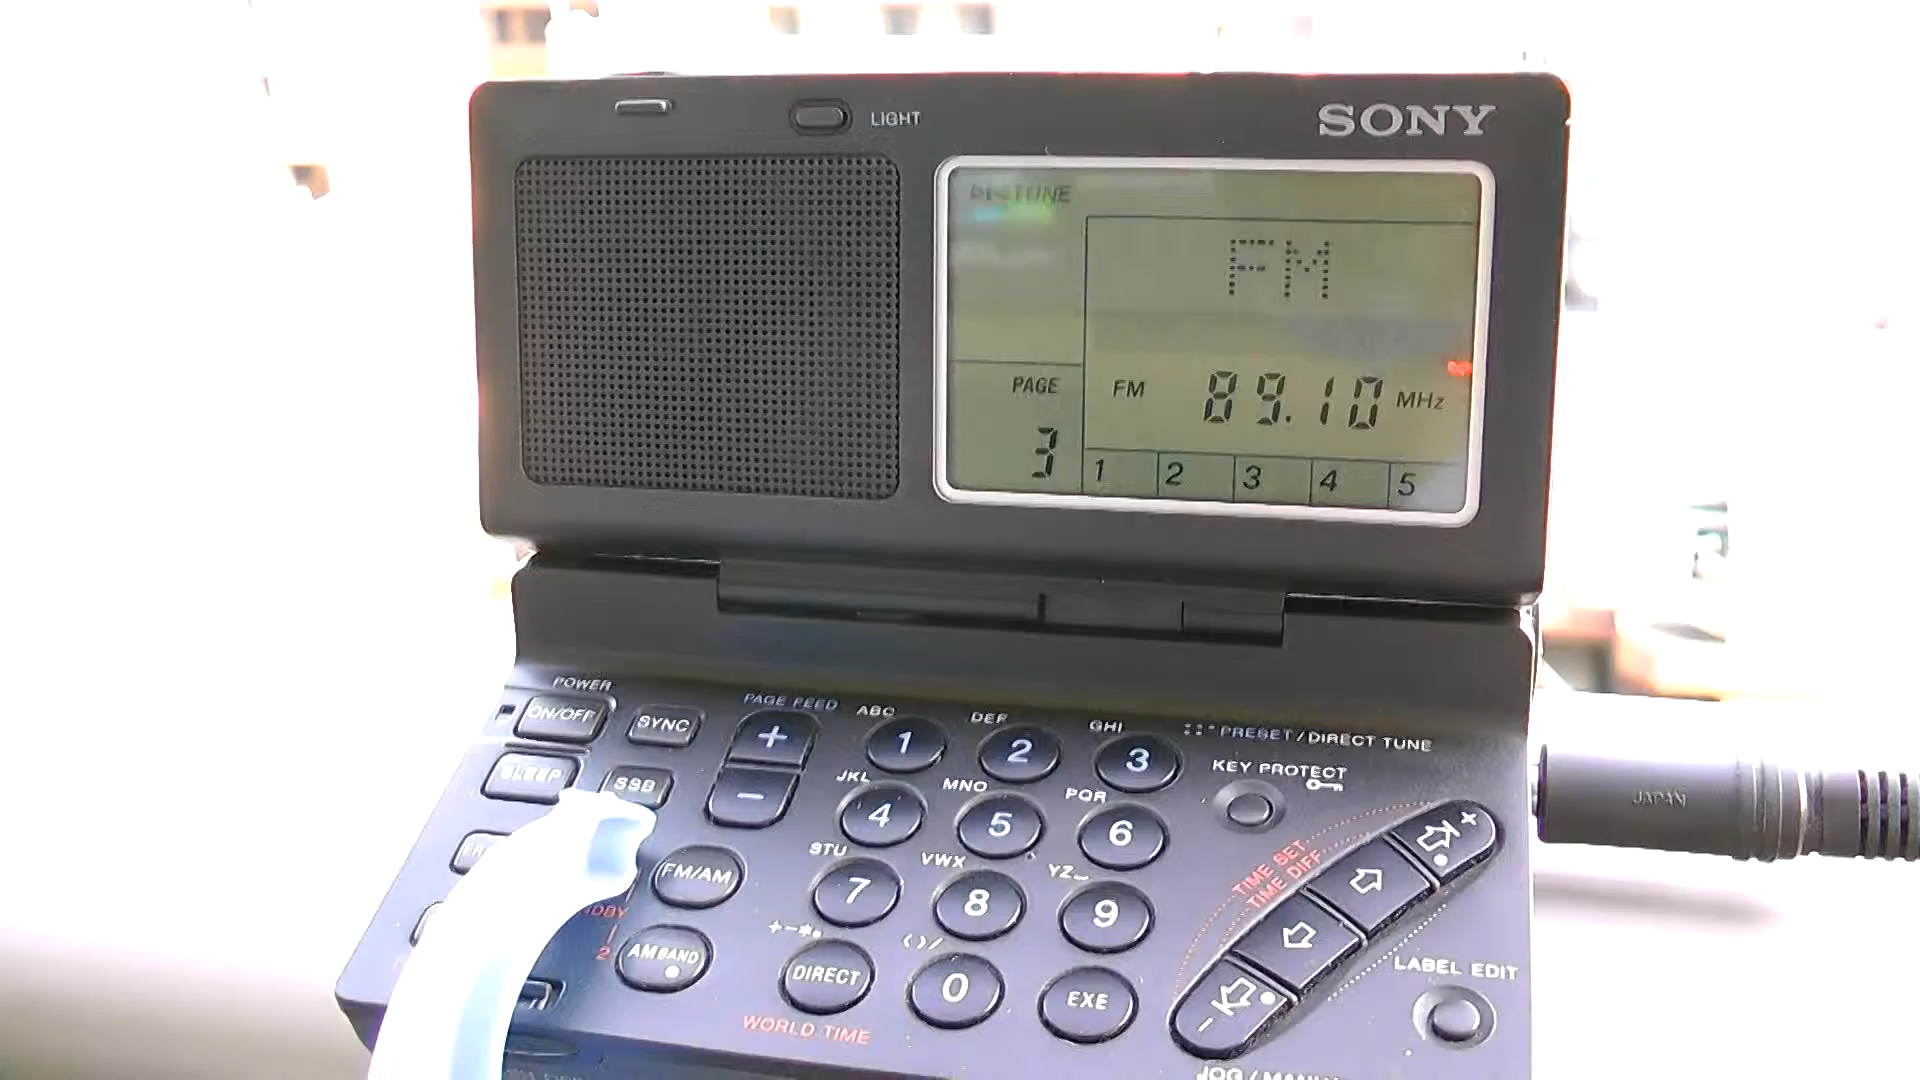 LIGHT
SONY
FM
PAGE
FM 89.10 MHz
3
1 2 3 4 5
POWER
ON/OFF
SYNC
PAGE FEED
+
-
ABC
1
DEF
2
GHI
3
PRESET/DIRECT TUNE
SLEEP
SSB
JKL
4
MNO
5
PQR
6
KEY PROTECT
JAPAN
FM/AM
STU
7
VWX
8
YZ_
9
TIME SET
TIME DIFF
+
1
2
AM BAND
+-*.
DIRECT
()/
0
EXE
-
LABEL EDIT
WORLD TIME